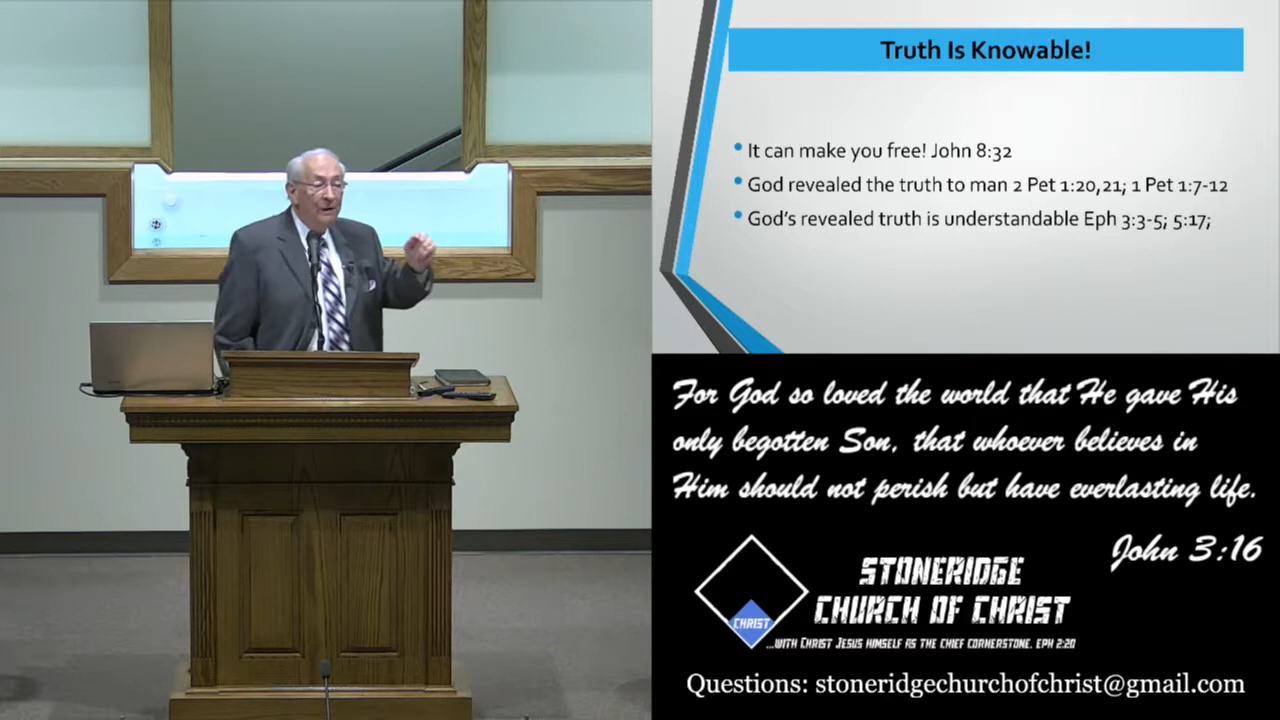 Truth Is Knowable!
• It can make you free! John 8:32
• God revealed the truth to man 2 Pet 1:20,21; 1 Pet 1:7-12
• God's revealed truth is understandable Eph 3:3-5; 5:17;
For God so loved the world that He gave His
only begotten Son, that whoever believes in
Him should not perish but have everlasting life.
John 3:16
STONERIDGE
CHURCH OF CHRIST
CHRIST
...WITH CHRIST JESUS HIMSELF AS THE CHIEF CORNERSTONE. EPH 2:20
Questions: stoneridgechurchofchrist@gmail.com